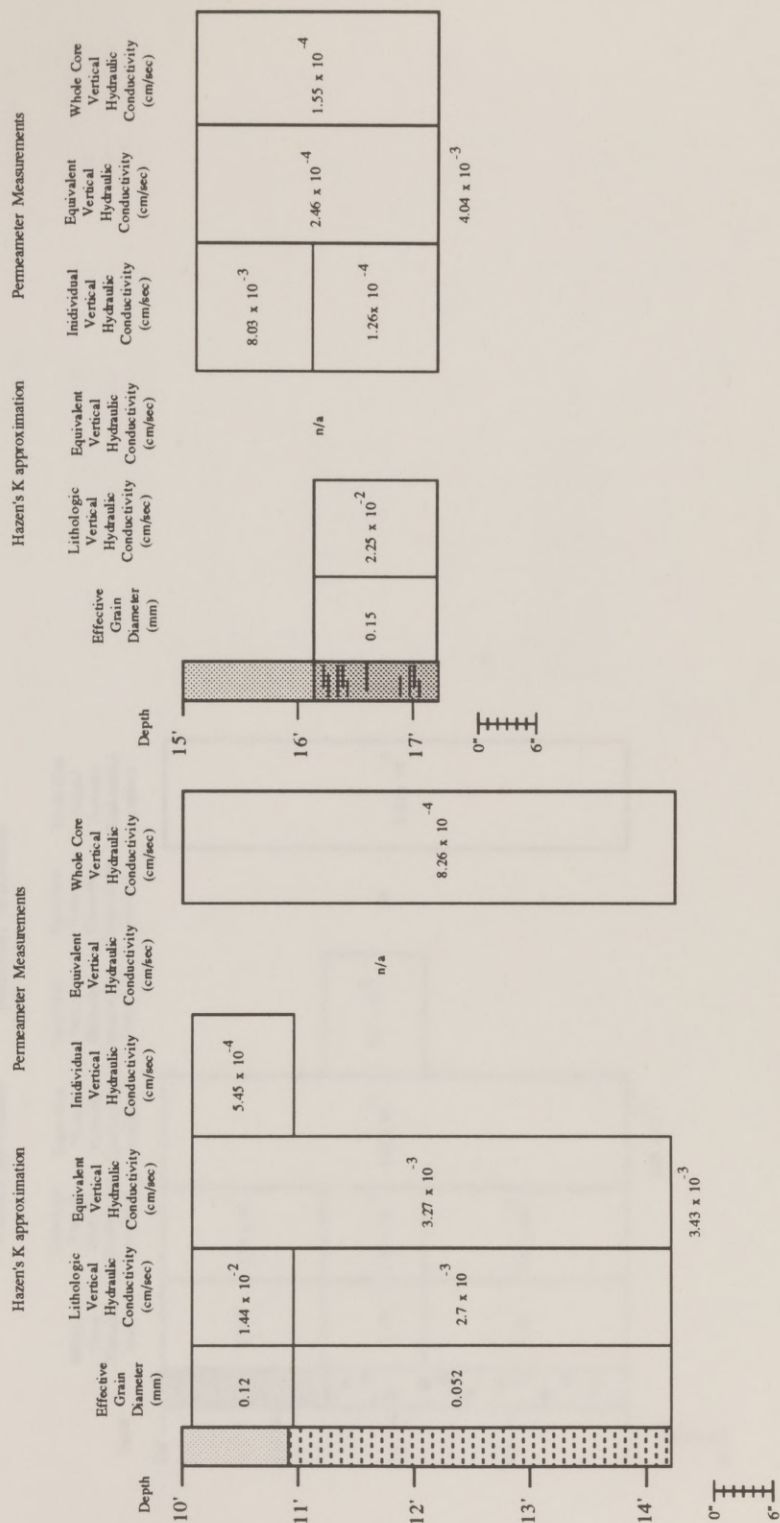 Hazen's K approximation
Permeameter Measurements
Depth
Effective
Grain
Diameter
(mm)
Lithologic
Vertical
Hydraulic
Conductivity
(cm/sec)
Equivalent
Vertical
Hydraulic
Conductivity
(cm/sec)
Inidividual
Vertical
Hydraulic
Conductivity
(cm/sec)
Equivalent
Vertical
Hydraulic
Conductivity
(cm/sec)
Whole Core
Vertical
Hydraulic
Conductivity
(cm/sec)
10'
11'
12'
13'
14'
0.12
0.052
1.44 x 10 -2
2.7 x 10 -3
3.27 x 10 -3
3.43 x 10 -3
5.45 x 10 -4
n/a
8.26 x 10 -4
0"
6"
Hazen's K approximation
Permeameter Measurements
Depth
Effective
Grain
Diameter
(mm)
Lithologic
Vertical
Hydraulic
Conductivity
(cm/sec)
Equivalent
Vertical
Hydraulic
Conductivity
(cm/sec)
Inidividual
Vertical
Hydraulic
Conductivity
(cm/sec)
Equivalent
Vertical
Hydraulic
Conductivity
(cm/sec)
Whole Core
Vertical
Hydraulic
Conductivity
(cm/sec)
15'
16'
17'
0.15
2.25 x 10 -2
n/a
8.03 x 10 -3
1.26x 10 -4
2.46 x 10 -4
1.55 x 10 -4
4.04 x 10 -3
0"
6"